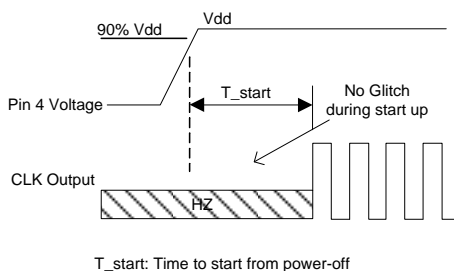 90% Vdd
Vdd
Pin 4 Voltage
T_start
No Glitch
during start up
CLK Output
HZ
T_start: Time to start from power-off